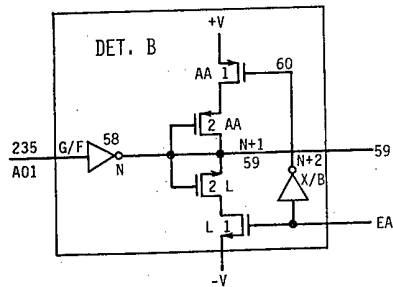 +V
DET. B
60
AA 1
2 AA
235 G/F 58 N+1 59
A01 N 59 N+2
2 L X/B
L 1 EA
-V